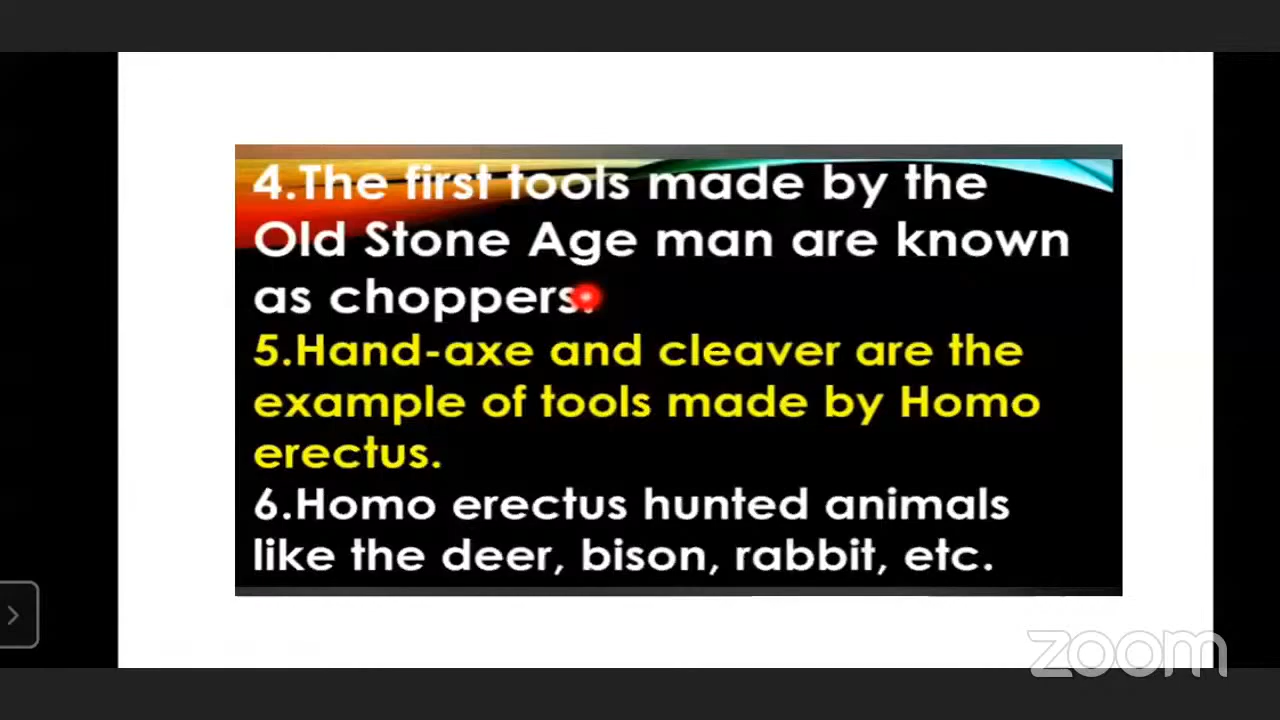 4.The first tools made by the
Old Stone Age man are known
as choppers.
5.Hand-axe and cleaver are the
example of tools made by Homo
erectus.
6.Homo erectus hunted animals
like the deer, bison, rabbit, etc.
zoom